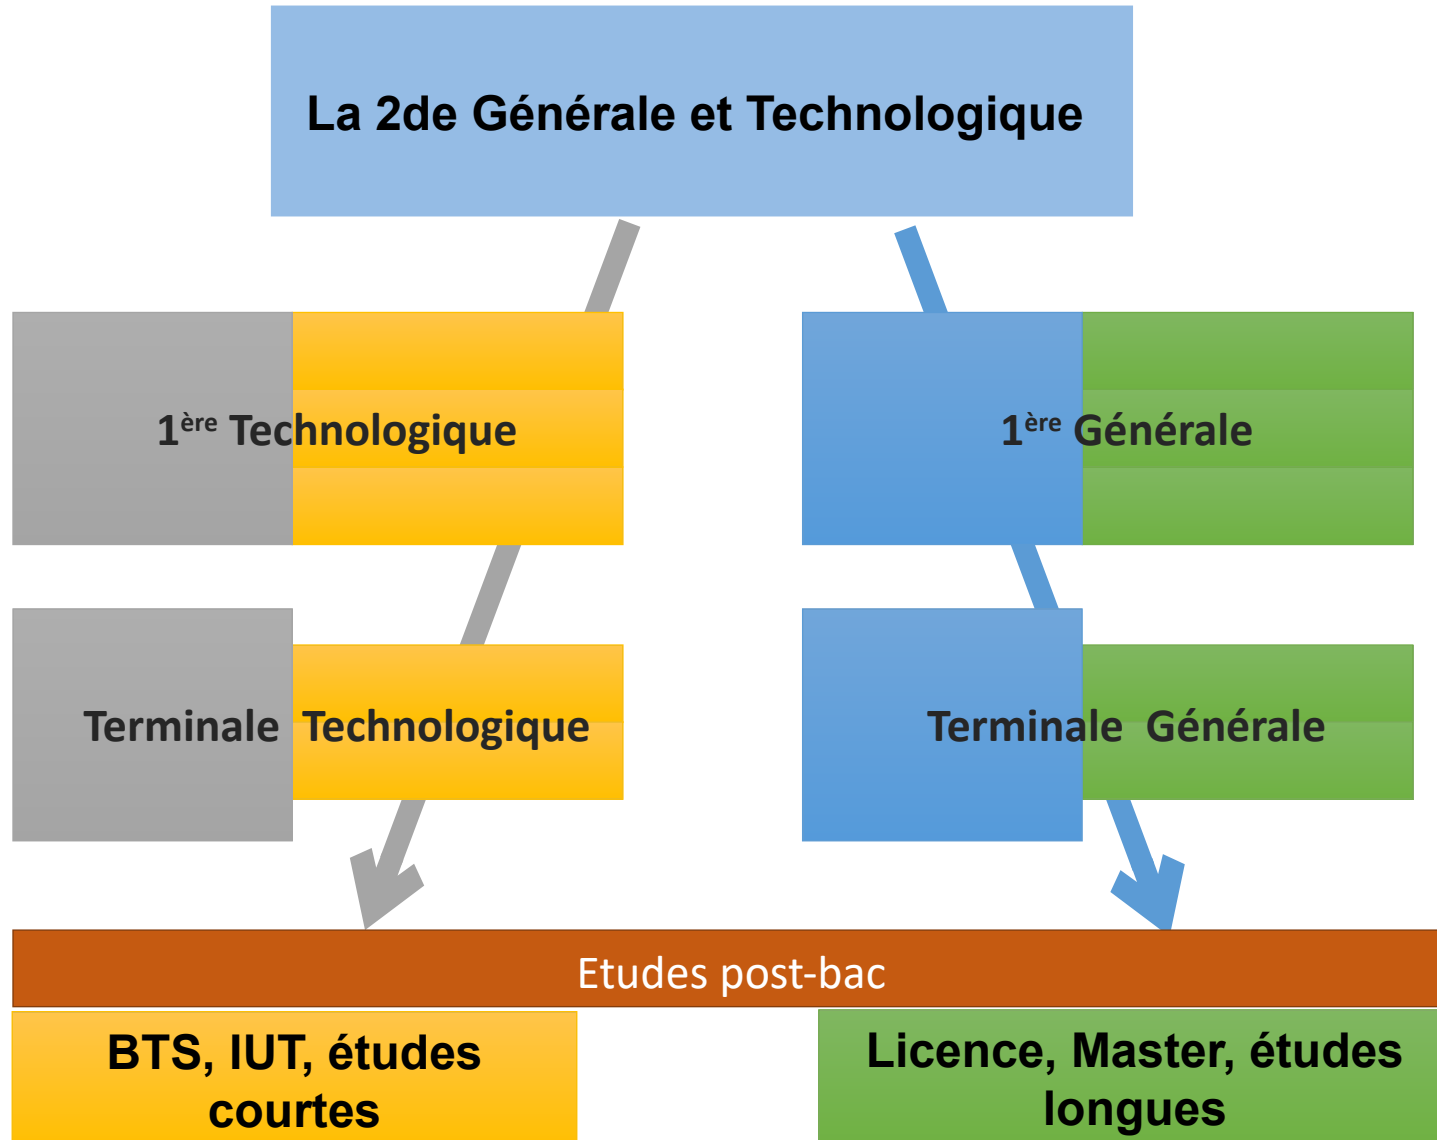 La 2de Générale et Technologique
1ère Technologique
1ère Générale
Terminale Technologique
Terminale Générale
Etudes post-bac
BTS, IUT, études
courtes
Licence, Master, études
longues